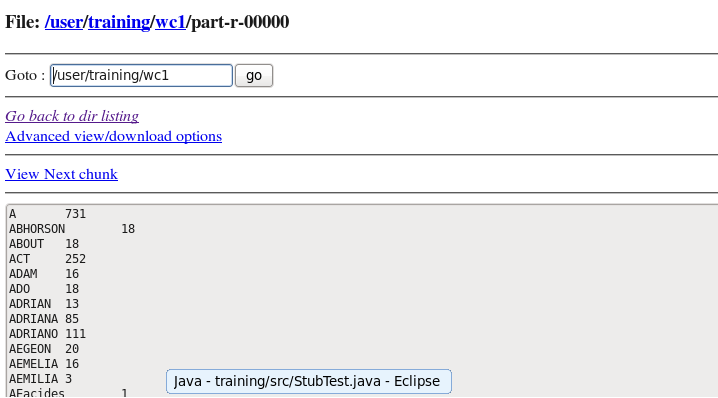 File: /user/training/wc1/part-r-00000
Goto : /user/training/wc1 go
Go back to dir listing
Advanced view/download options
View Next chunk
A 731
ABHORSON 18
ABOUT 18
ACT 252
ADAM 16
ADO 18
ADRIAN 13
ADRIANA 85
ADRIANO 111
AEGEON 20
AEMELIA 16
AEMILIA 3
AEacides 1
Java - training/src/StubTest.java - Eclipse